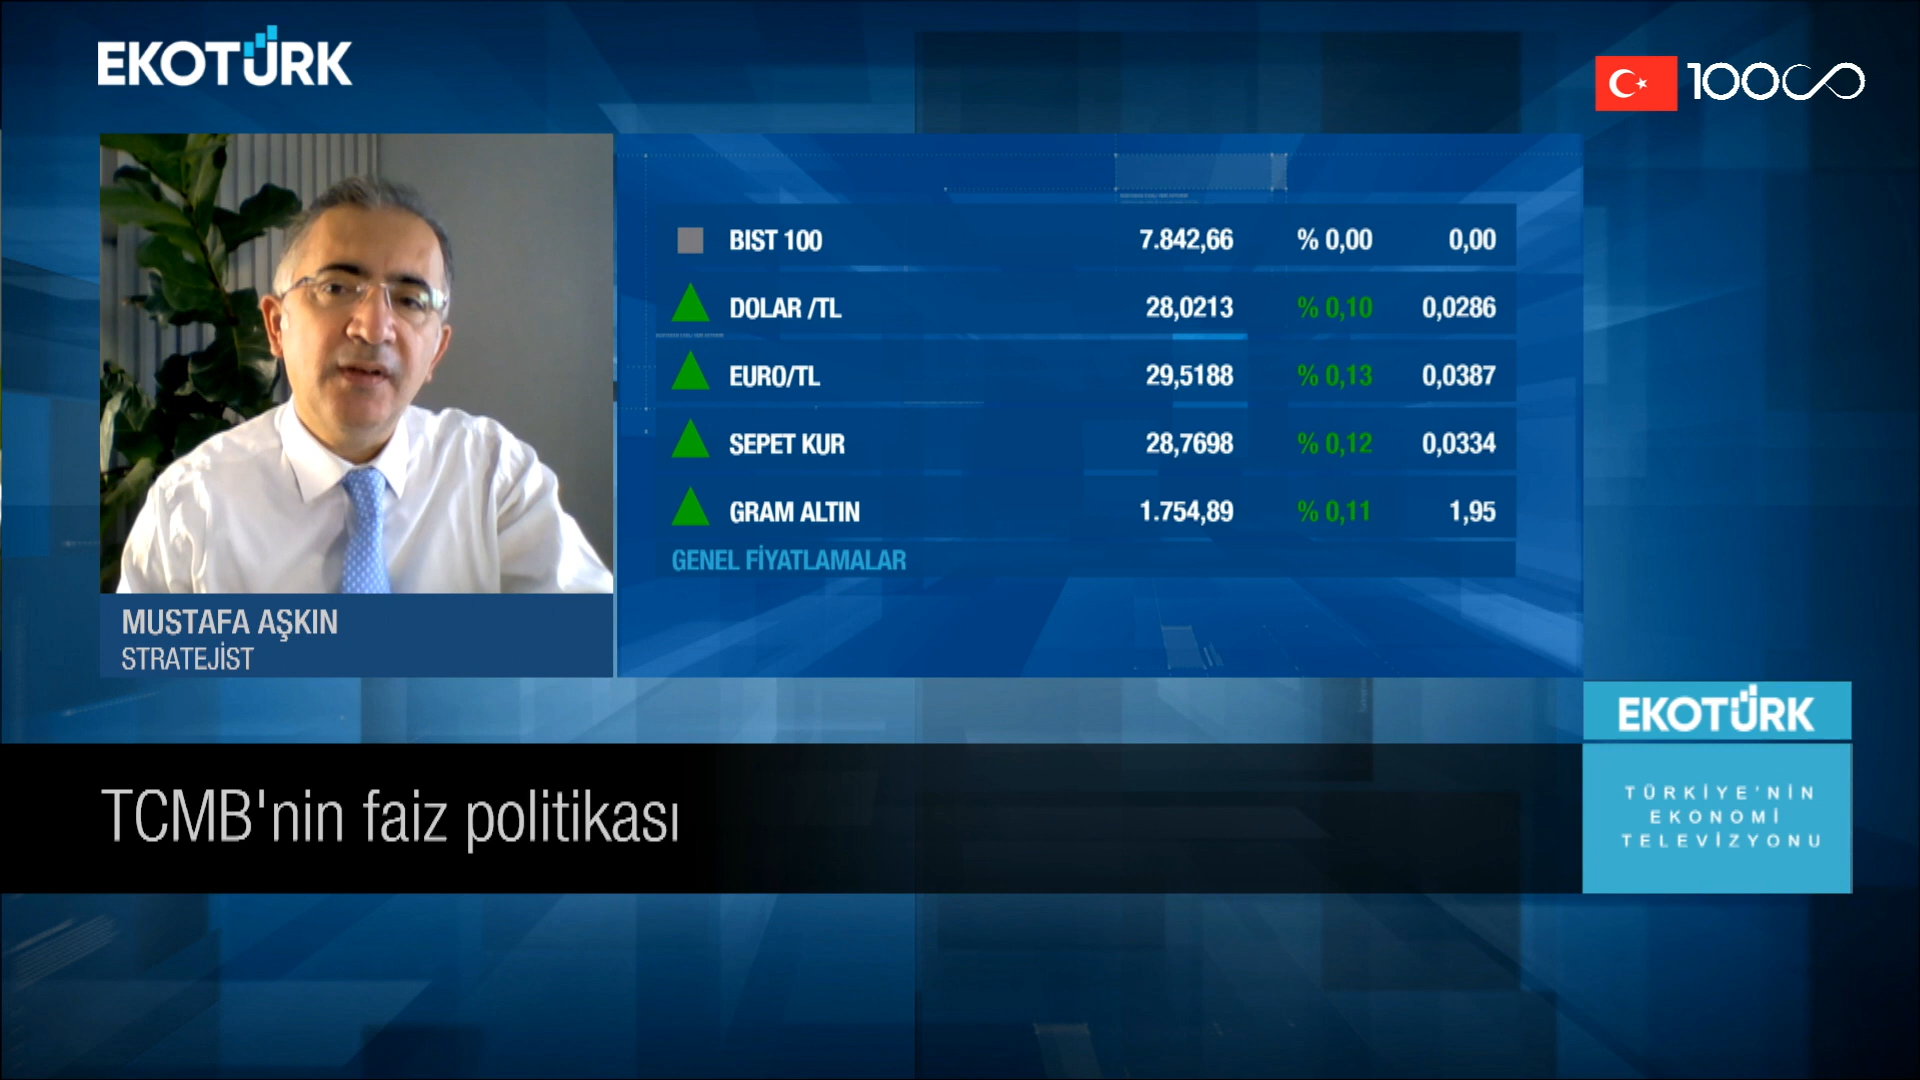 EKOTÜRK
100
BIST 100 7.842,66 % 0,00 0,00
DOLAR /TL 28,0213 % 0,10 0,0286
EURO/TL 29,5188 % 0,13 0,0387
SEPET KUR 28,7698 % 0,12 0,0334
GRAM ALTIN 1.754,89 % 0,11 1,95
GENEL FİYATLAMALAR
MUSTAFA AŞKIN
STRATEJİST
EKOTÜRK
TCMB'nin faiz politikası
TÜRKİYE'NİN
EKONOMİ
TELEVİZYONU